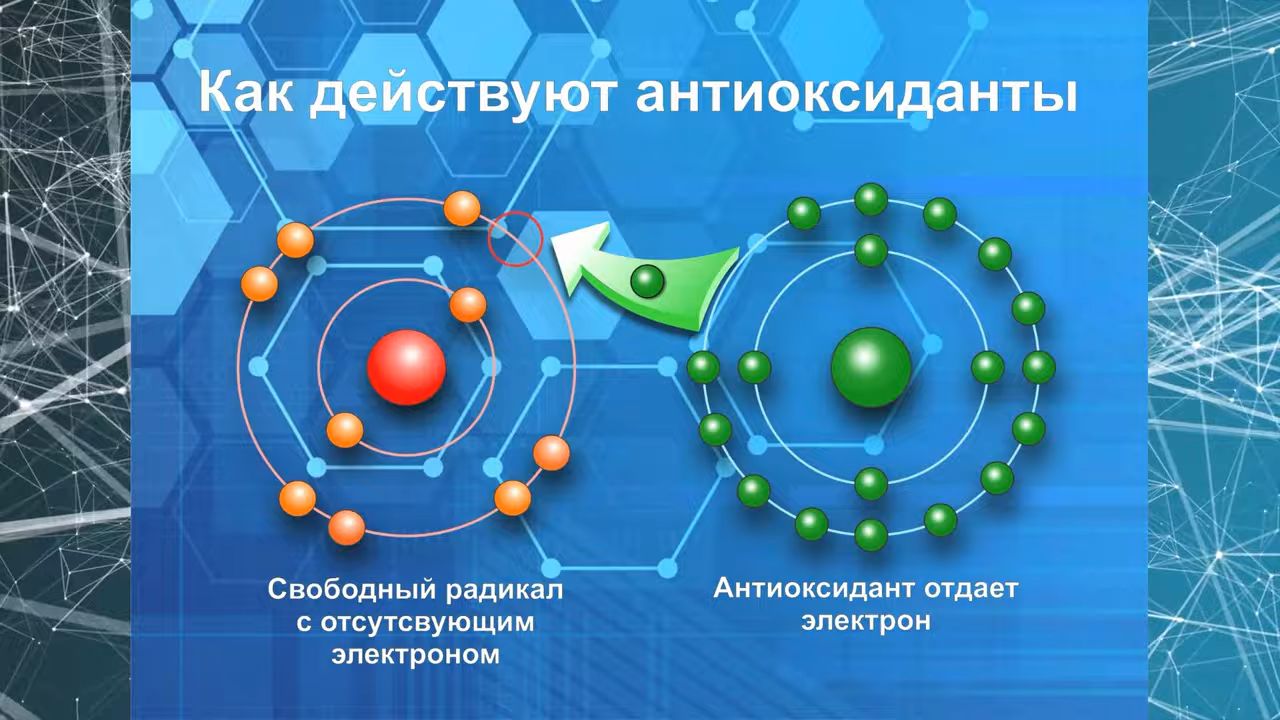 Как действуют антиоксиданты
Свободный радикал
с отсутсвующим
электроном
Антиоксидант отдает
электрон